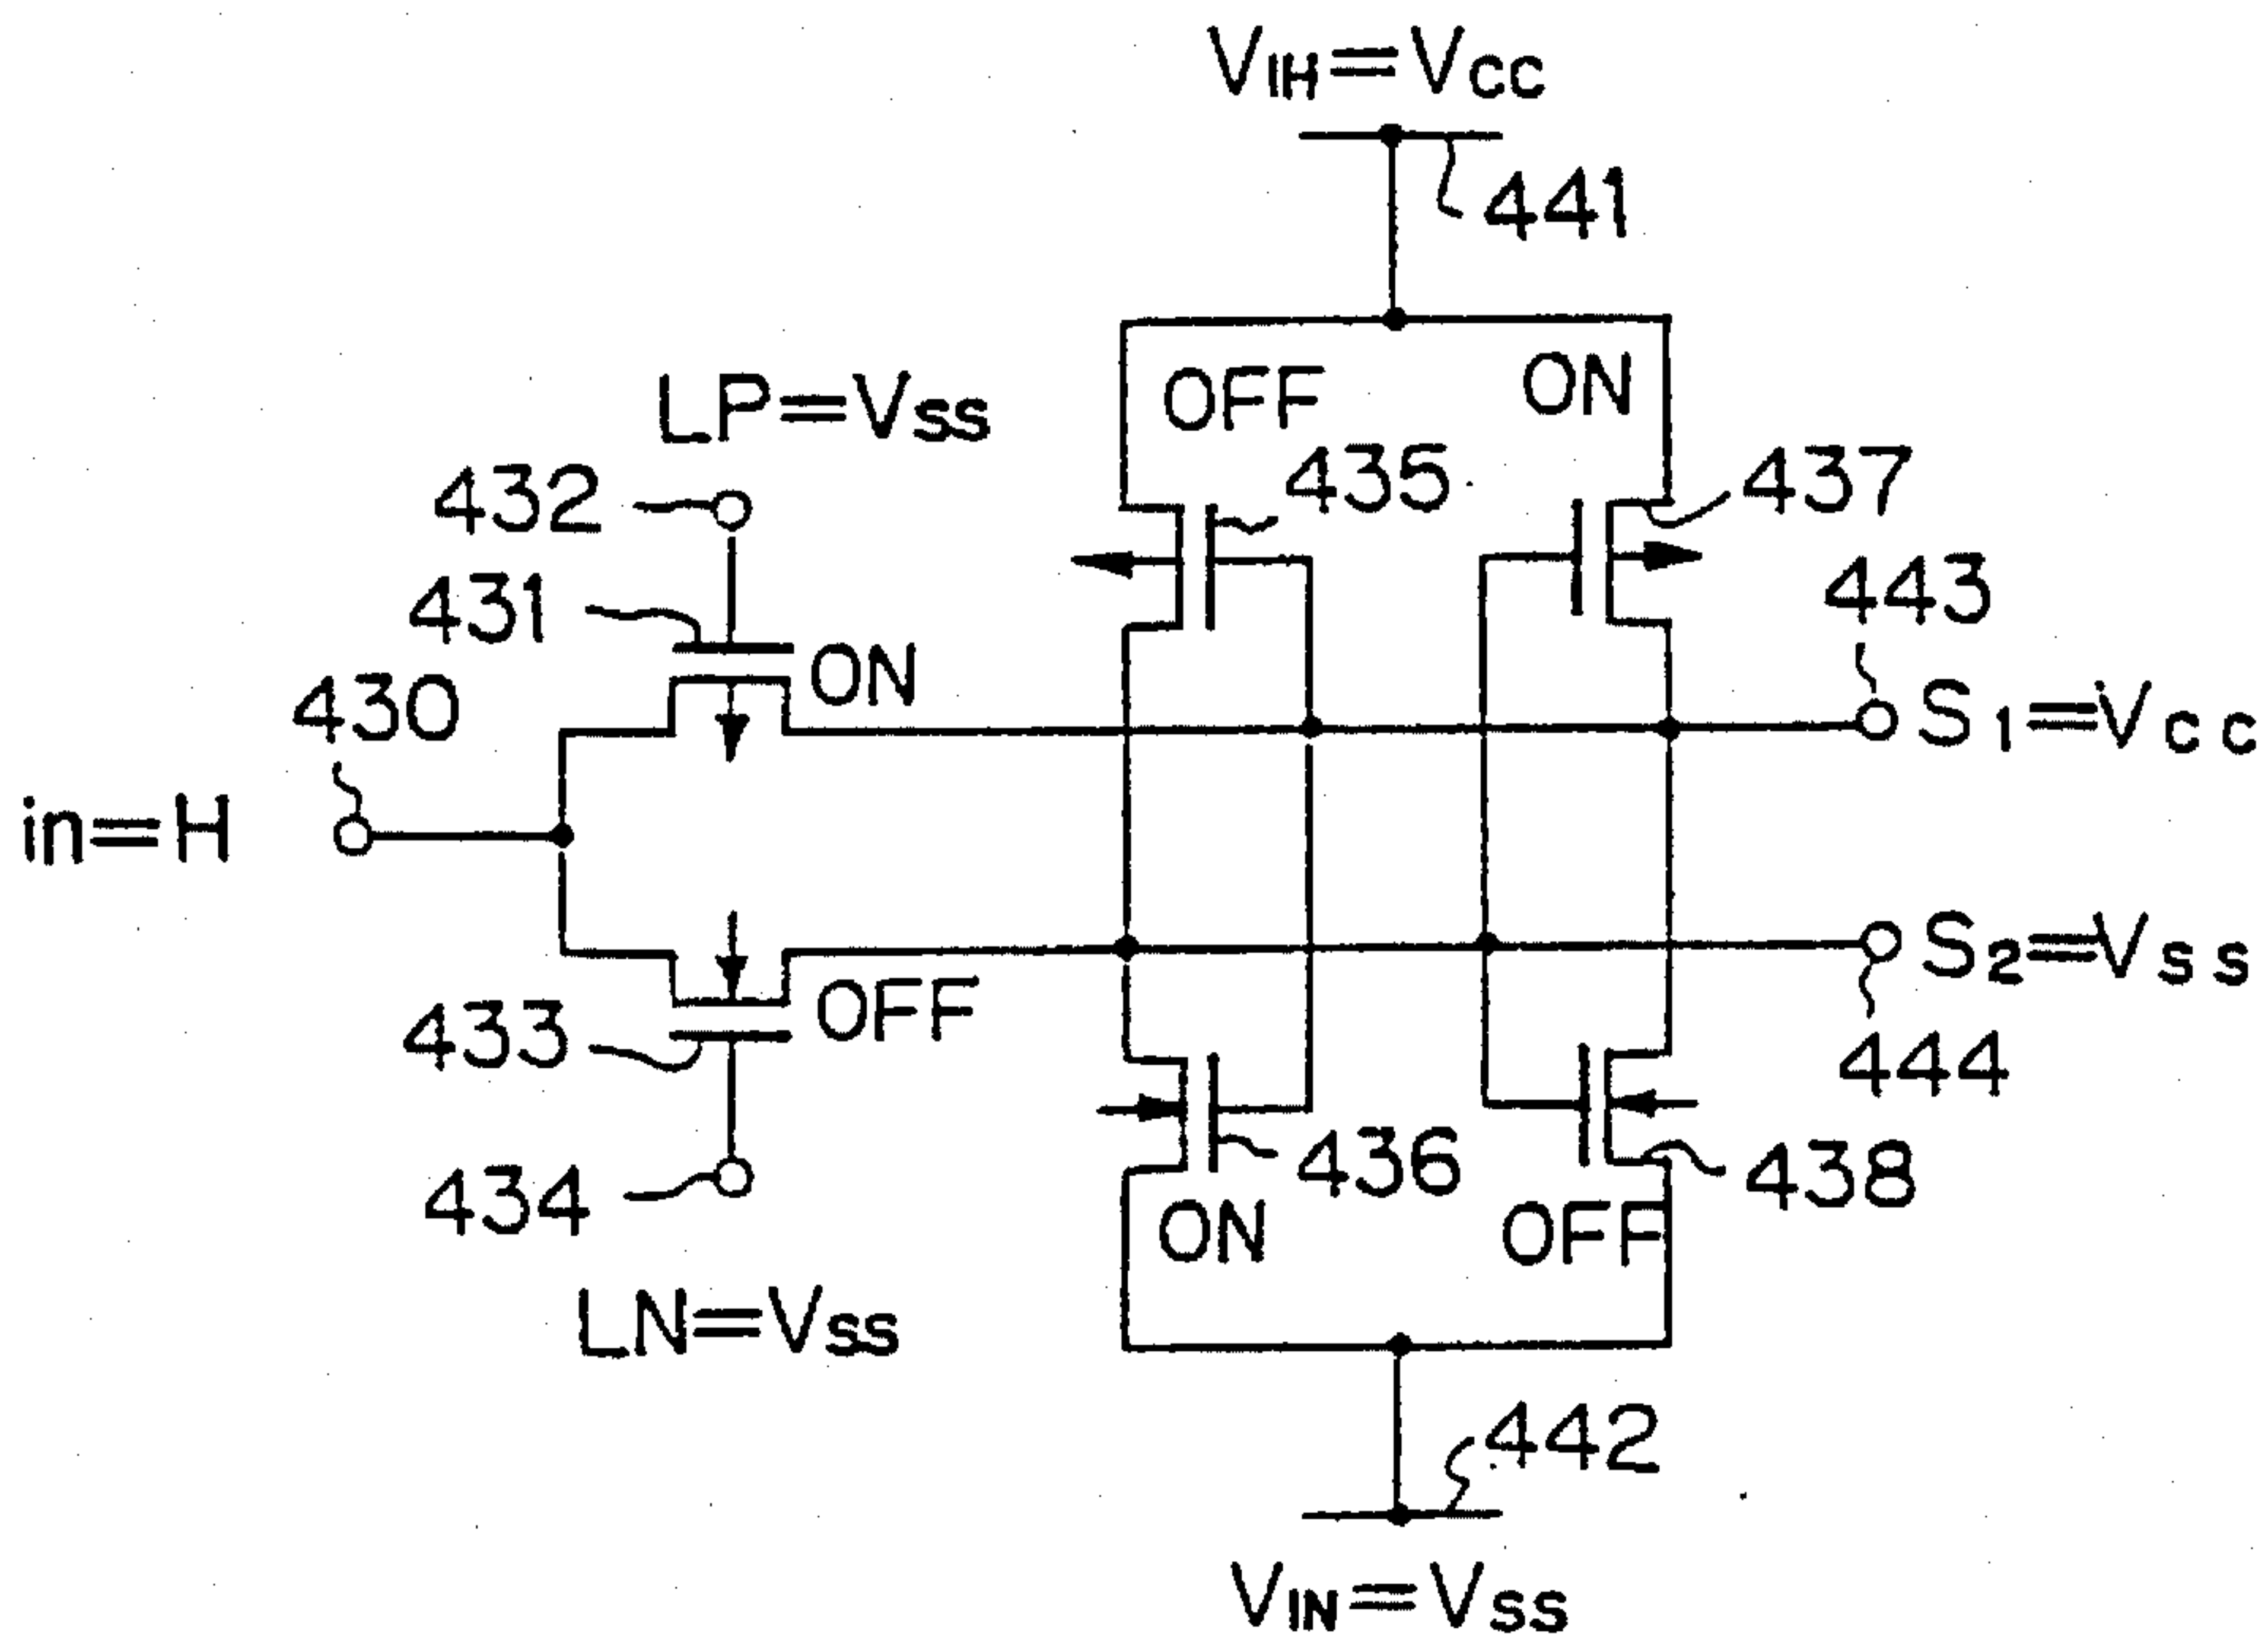 VIH=Vcc
441
OFF
ON
LP=Vss
435
437
432
443
431
ON
430
S1=Vcc
in=H
S2=Vss
433
OFF
444
434
436
438
ON
OFF
LN=Vss
442
VIN=Vss